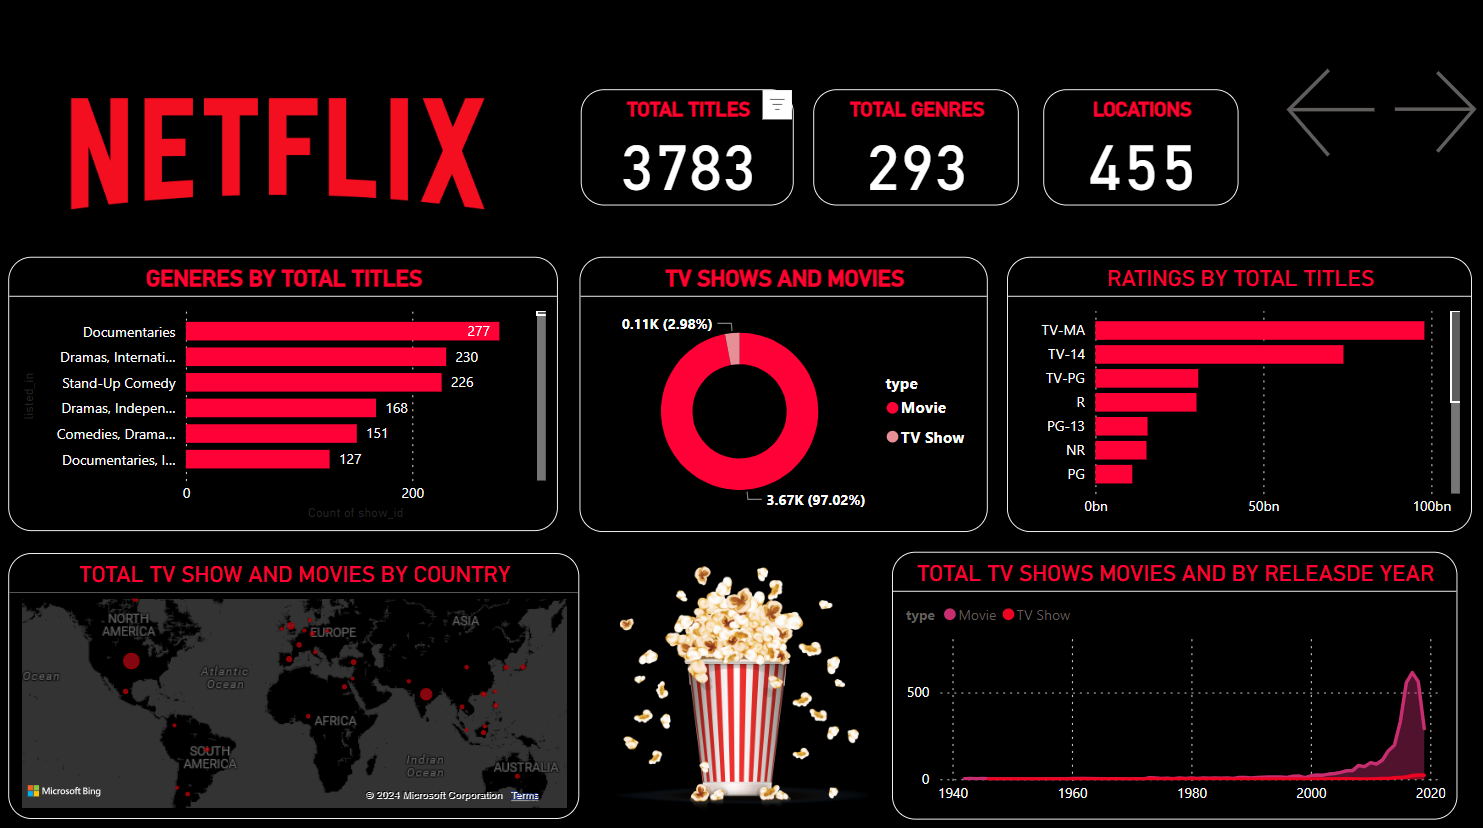 NETFLIX
TOTAL TITLES
3783
TOTAL GENRES
293
LOCATIONS
455
GENERES BY TOTAL TITLES
listed_in
Documentaries 277
Dramas, Internati... 230
Stand-Up Comedy 226
Dramas, Indepen... 168
Comedies, Drama... 151
Documentaries, I... 127
0 200
Count of show_id
TV SHOWS AND MOVIES
0.11K (2.98%)
type
Movie
TV Show
3.67K (97.02%)
RATINGS BY TOTAL TITLES
TV-MA
TV-14
TV-PG
R
PG-13
NR
PG
0bn 50bn 100bn
TOTAL TV SHOW AND MOVIES BY COUNTRY
NORTH
AMERICA
EUROPE
ASIA
Ocean
Atlantic
Ocean
AFRICA
SOUTH
AMERICA
Indian
Ocean
AUSTRALIA
Microsoft Bing
© 2024 Microsoft Corporation Terms
TOTAL TV SHOWS MOVIES AND BY RELEASDE YEAR
type Movie TV Show
500
0
1940 1960 1980 2000 2020